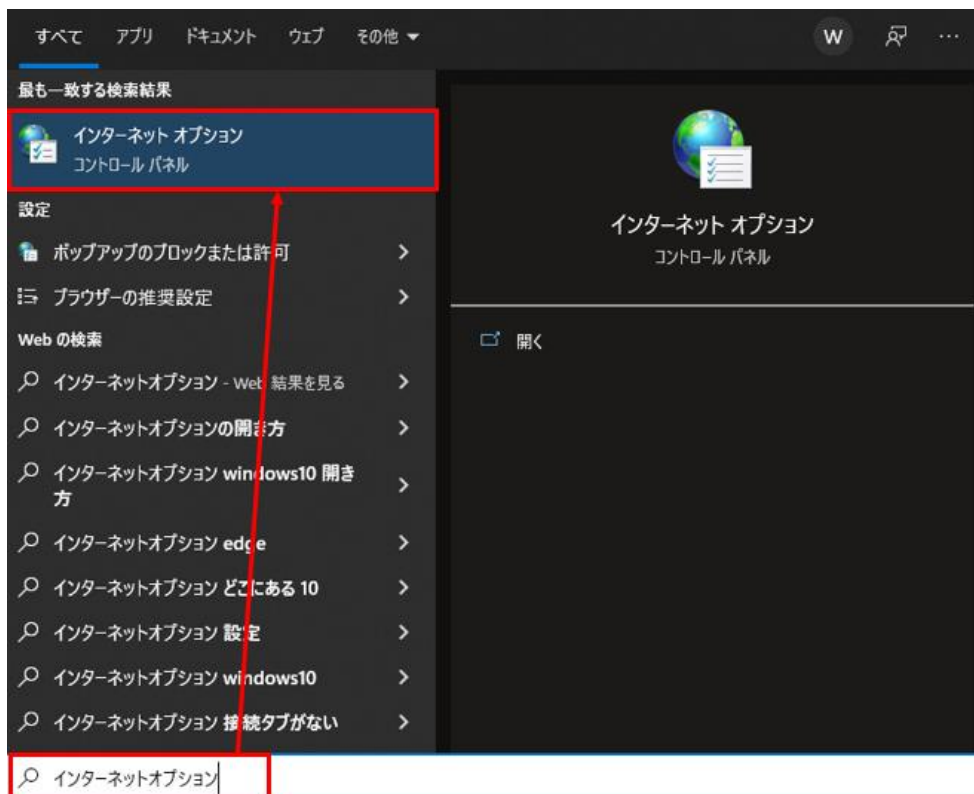 すべて アプリ ドキュメント ウェブ その他
W
最も一致する検索結果
インターネット オプション
コントロール パネル
設定
ポップアップのブロックまたは許可
ブラウザーの推奨設定
Web の検索
インターネットオプション - Web 結果を見る
インターネットオプションの開き方
インターネットオプション windows10 開き
方
インターネットオプション edge
インターネットオプション どこにある 10
インターネットオプション 設定
インターネットオプション windows10
インターネットオプション 接続タブがない
インターネットオプション
インターネット オプション
コントロール パネル
開く